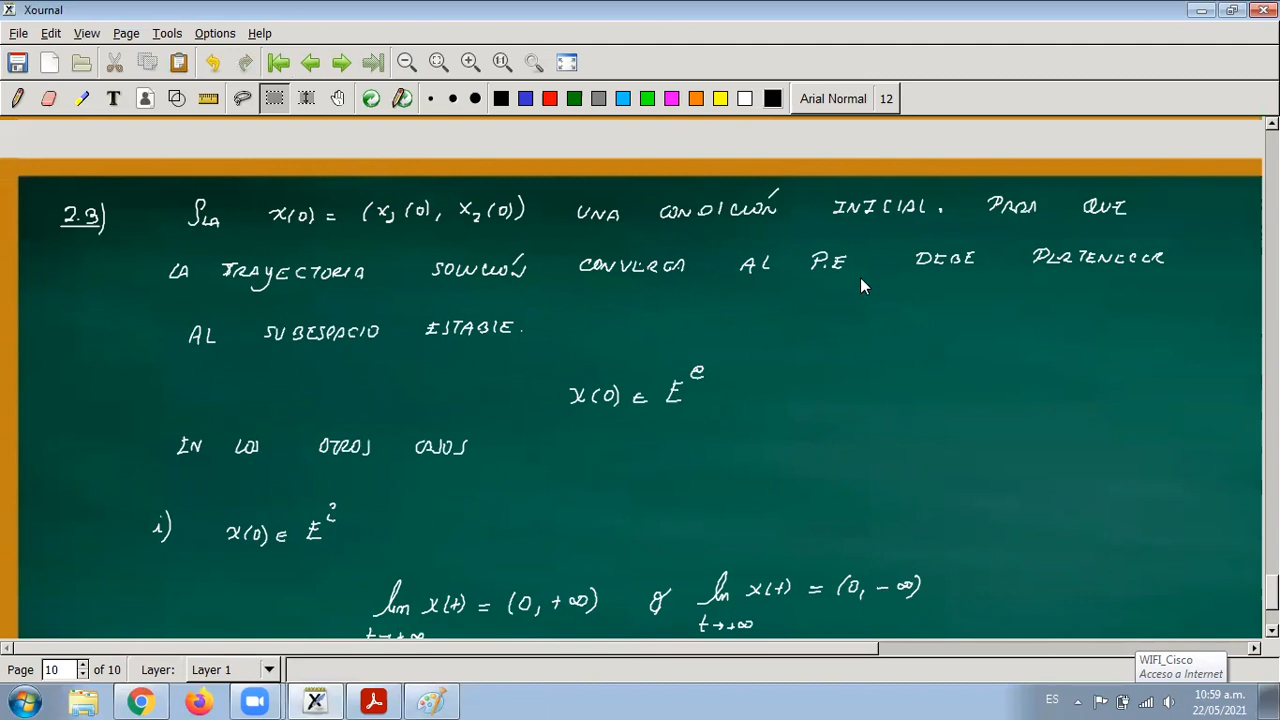 Xournal
File Edit View Page Tools Options Help
Arial Normal 12
2.3) SEA x(0) = (x₁(0), x₂(0)) UNA CONDICIÓN INICIAL. PARA QUE
LA TRAYECTORIA SOLUCIÓN CONVERGA AL P.E DEBE PERTENECER
AL SUBESPACIO ESTABLE.
x(0) ∈ E^e
EN LOS OTROS CASOS
i) x(0) ∈ E^i
lim x(t) = (0, +∞) o lim x(t) = (0, -∞)
t→+∞ t→+∞
Page 10 of 10 Layer: Layer 1
WIFI_Cisco
Acceso a Internet
ES 10:59 a.m.
22/05/2021